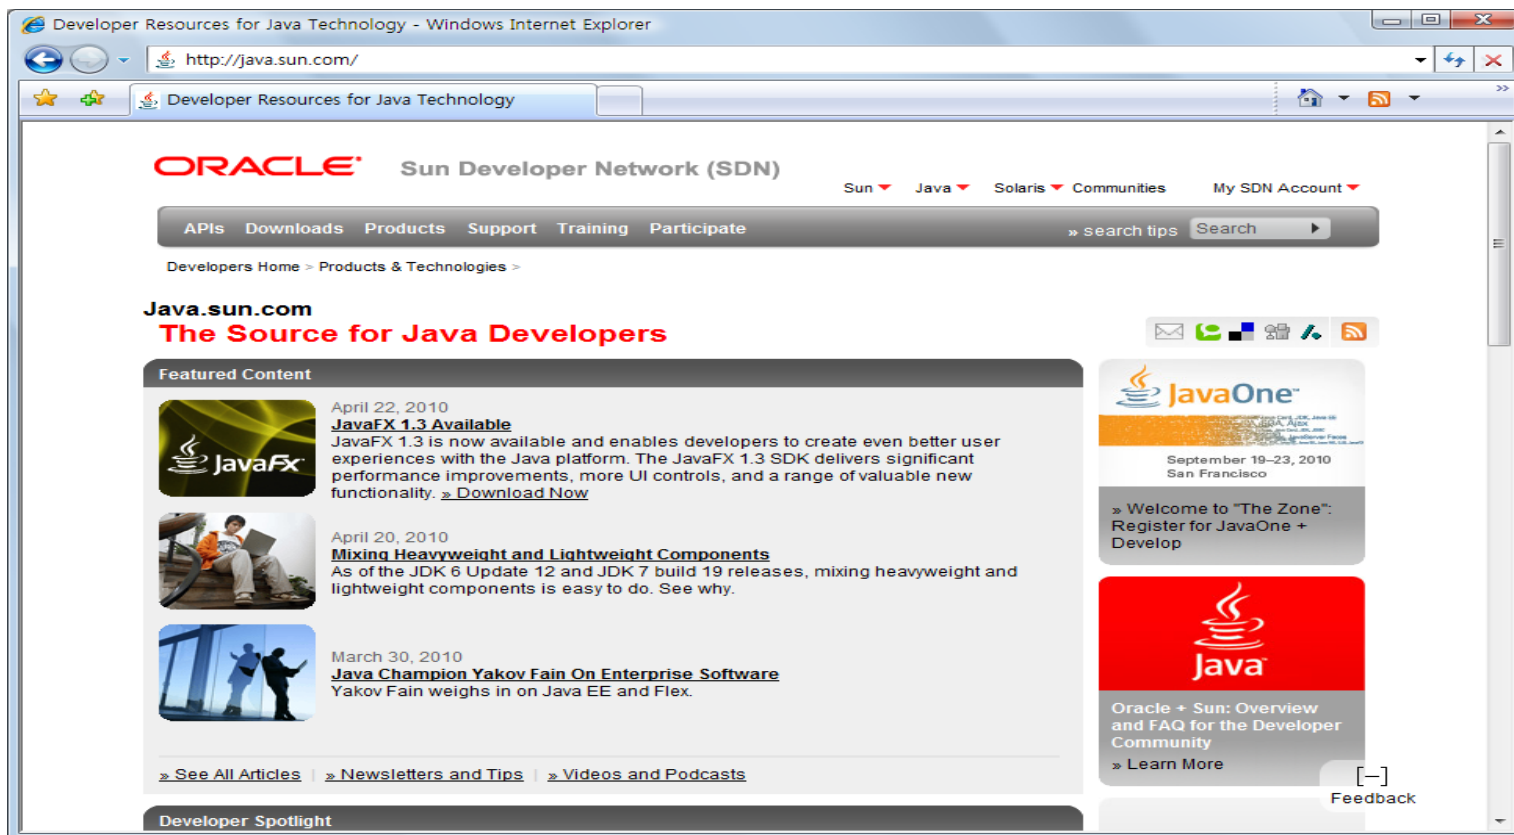 Developer Resources for Java Technology - Windows Internet Explorer
http://java.sun.com/
Developer Resources for Java Technology
ORACLE Sun Developer Network (SDN)
Sun Java Solaris Communities My SDN Account
APIs Downloads Products Support Training Participate » search tips Search
Developers Home > Products & Technologies >
Java.sun.com
The Source for Java Developers
Featured Content
April 22, 2010
JavaFX 1.3 Available
JavaFX 1.3 is now available and enables developers to create even better user
experiences with the Java platform. The JavaFX 1.3 SDK delivers significant
performance improvements, more UI controls, and a range of valuable new
functionality. » Download Now
JavaFX
April 20, 2010
Mixing Heavyweight and Lightweight Components
As of the JDK 6 Update 12 and JDK 7 build 19 releases, mixing heavyweight and
lightweight components is easy to do. See why.
March 30, 2010
Java Champion Yakov Fain On Enterprise Software
Yakov Fain weighs in on Java EE and Flex.
» See All Articles | » Newsletters and Tips | » Videos and Podcasts
Developer Spotlight
JavaOne™
September 19–23, 2010
San Francisco
» Welcome to "The Zone":
Register for JavaOne +
Develop
Java™
Oracle + Sun: Overview
and FAQ for the Developer
Community
» Learn More
[—]
Feedback